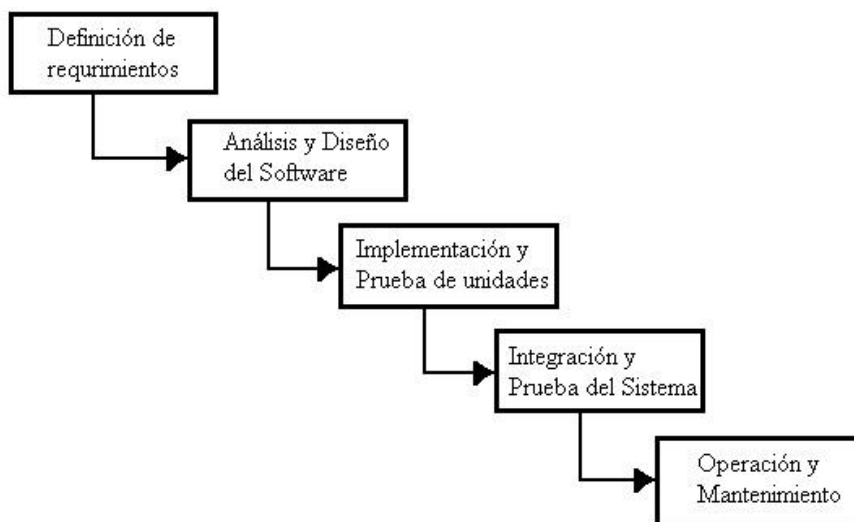 Definición de
requrimientos
Análisis y Diseño
del Software
Implementación y
Prueba de unidades
Integración y
Prueba del Sistema
Operación y
Mantenimiento